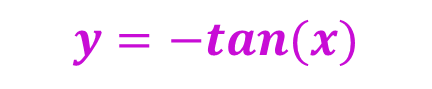 y = −tan(x)